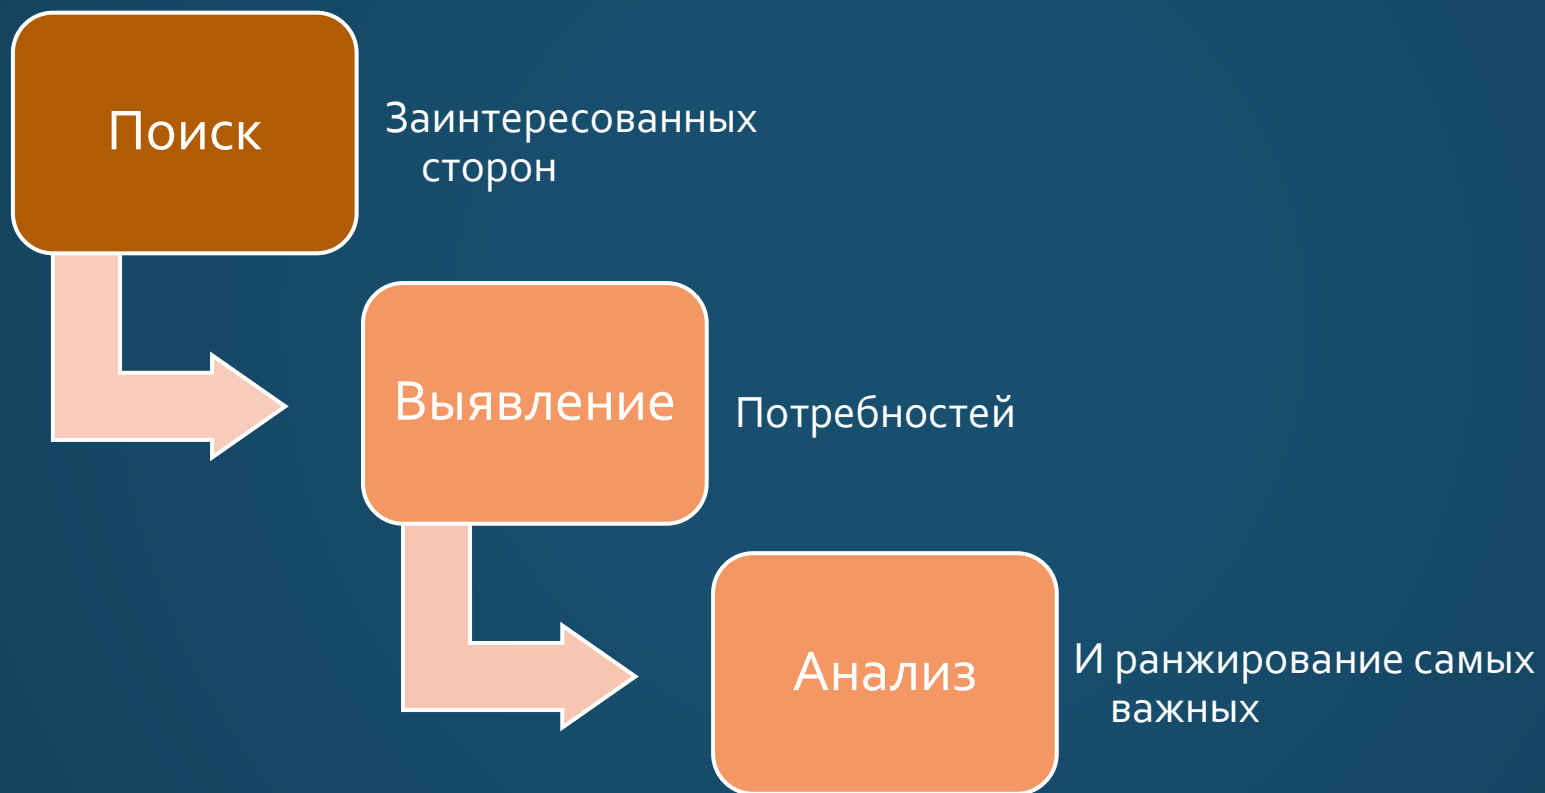 Поиск
Заинтересованных
сторон
Выявление
Потребностей
Анализ
И ранжирование самых
важных